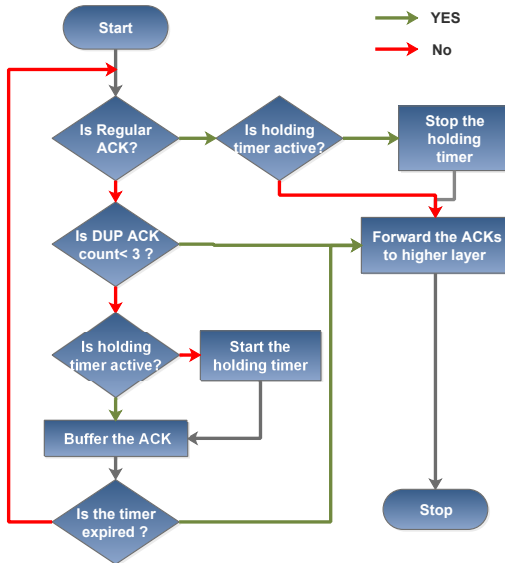 Start
YES
No
Is Regular
ACK?
Is holding
timer active?
Stop the
holding
timer
Is DUP ACK
count< 3 ?
Forward the ACKs
to higher layer
Is holding
timer active?
Start the
holding timer
Buffer the ACK
Is the timer
expired ?
Stop